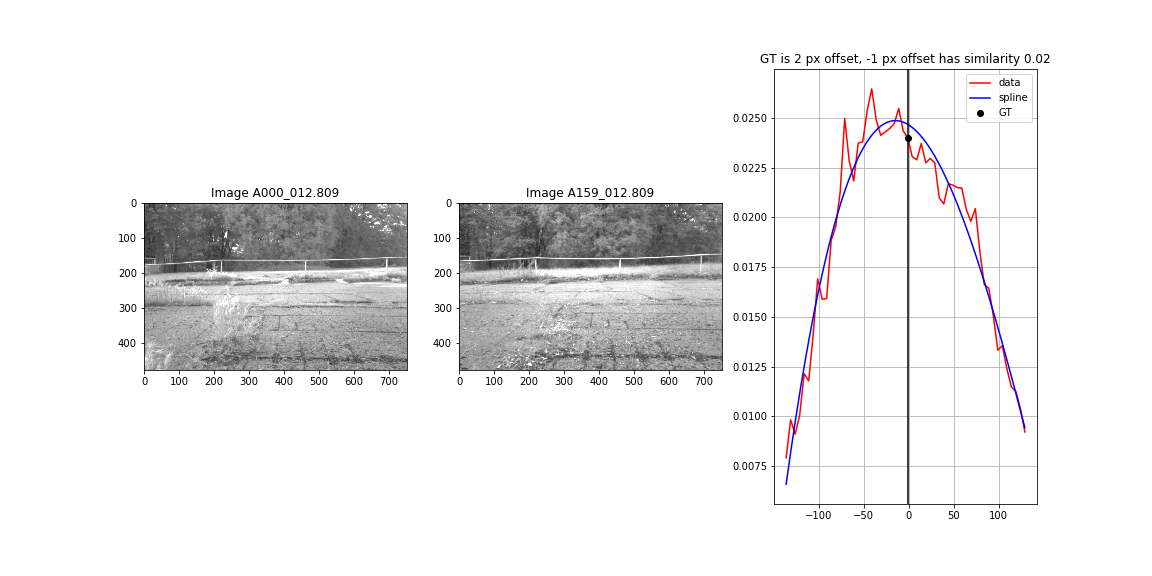 GT is 2 px offset, -1 px offset has similarity 0.02
data
spline
GT
0.0250
0.0225
0.0200
0.0175
0.0150
0.0125
0.0100
0.0075
−100 −50 0 50 100
Image A000_012.809
0
100
200
300
400
0 100 200 300 400 500 600 700
Image A159_012.809
0
100
200
300
400
0 100 200 300 400 500 600 700